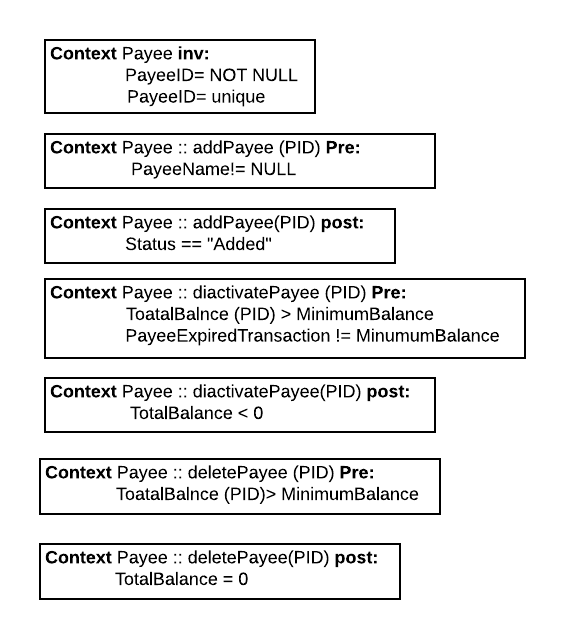 Context Payee inv:
PayeeID= NOT NULL
PayeeID= unique
Context Payee :: addPayee (PID) Pre:
PayeeName!= NULL
Context Payee :: addPayee(PID) post:
Status == "Added"
Context Payee :: diactivatePayee (PID) Pre:
ToatalBalnce (PID) > MinimumBalance
PayeeExpiredTransaction != MinumumBalance
Context Payee :: diactivatePayee(PID) post:
TotalBalance < 0
Context Payee :: deletePayee (PID) Pre:
ToatalBalnce (PID)> MinimumBalance
Context Payee :: deletePayee(PID) post:
TotalBalance = 0